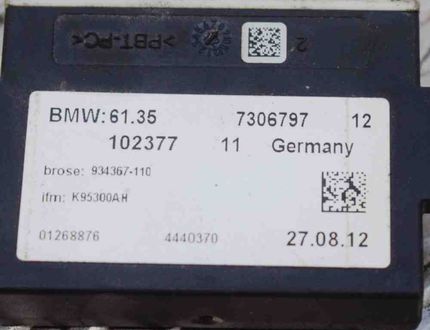 >PBT-PC<
2
BMW: 61.35 7306797 12
102377 11 Germany
brose: 934367-110
ifm: K95300AH
01268876 4440370 27.08.12